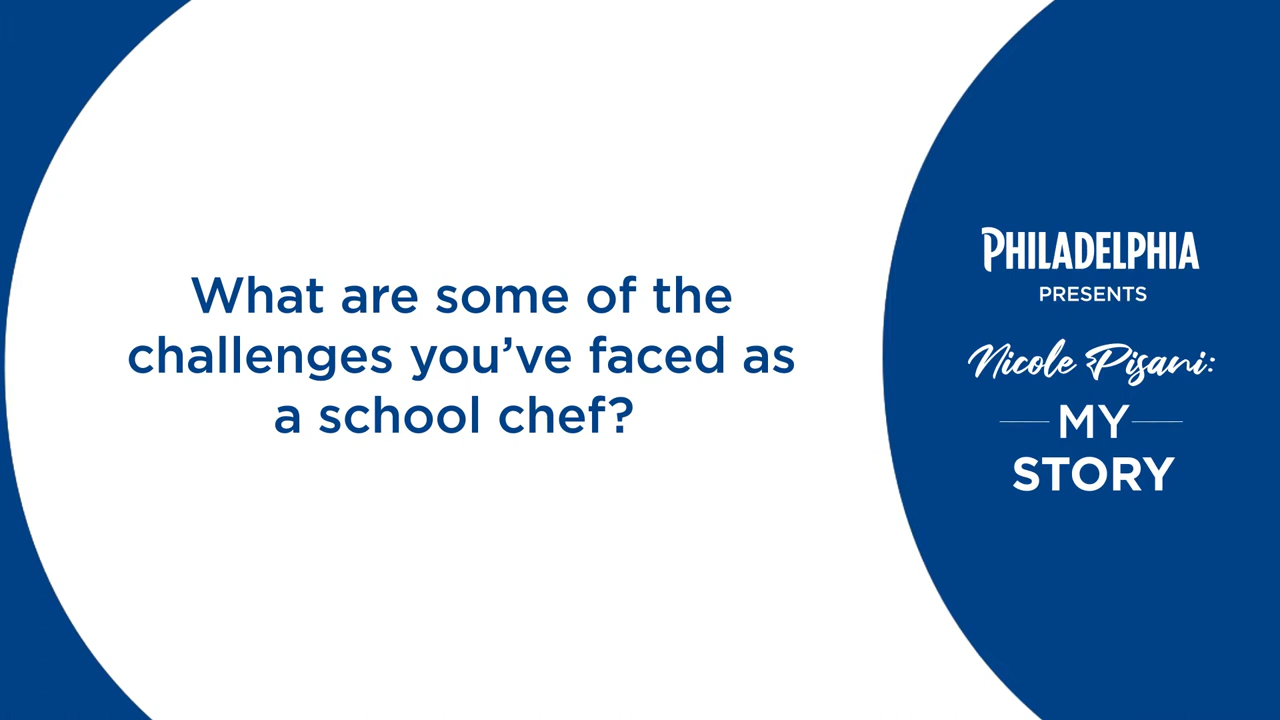 What are some of the
challenges you’ve faced as
a school chef?
PHILADELPHIA
PRESENTS
Nicole Pisani:
MY
STORY